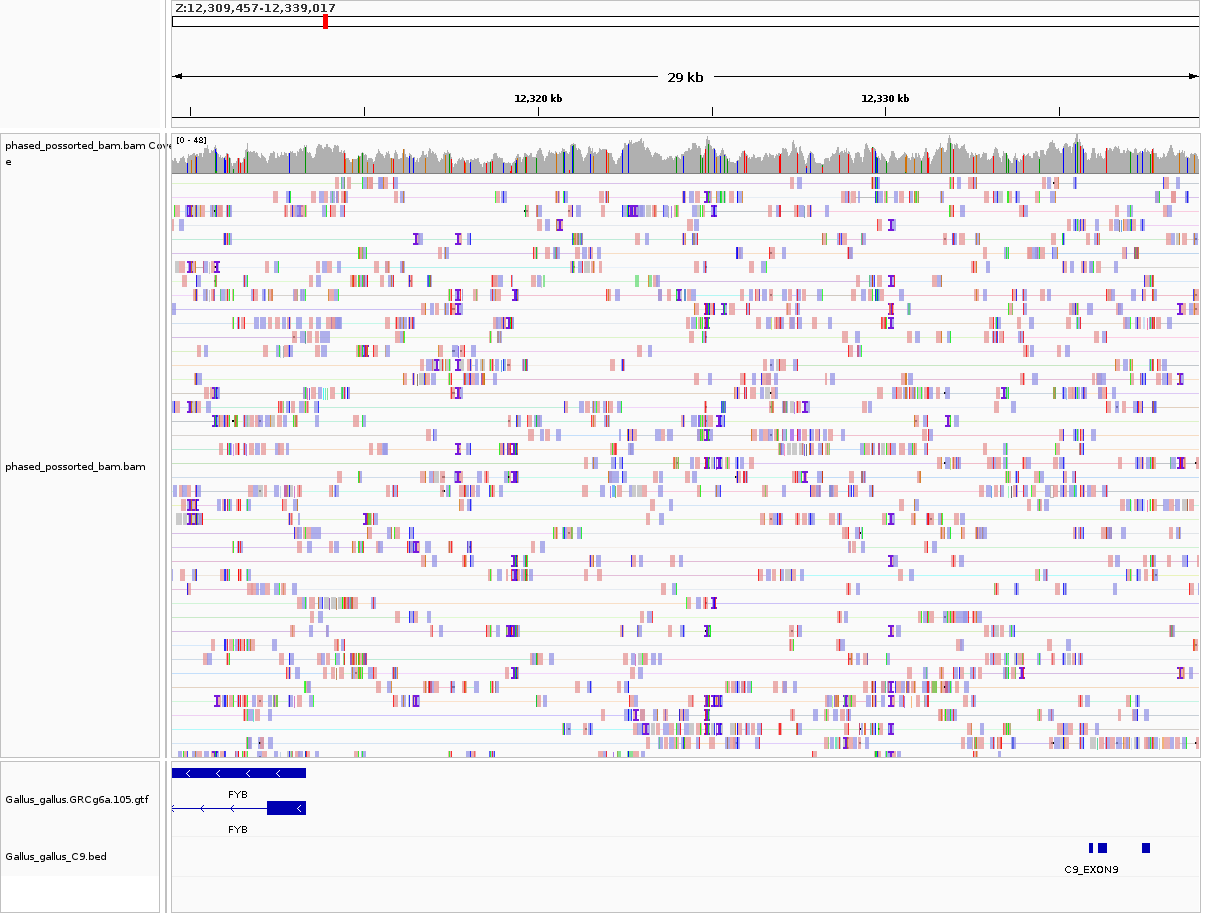 Z:12,309,457-12,339,017
29 kb
12,320 kb
12,330 kb
phased_possorted_bam.bam Cove
e
[0 - 48]
phased_possorted_bam.bam
Gallus_gallus.GRCg6a.105.gtf
FYB
FYB
Gallus_gallus_C9.bed
C9_EXON9